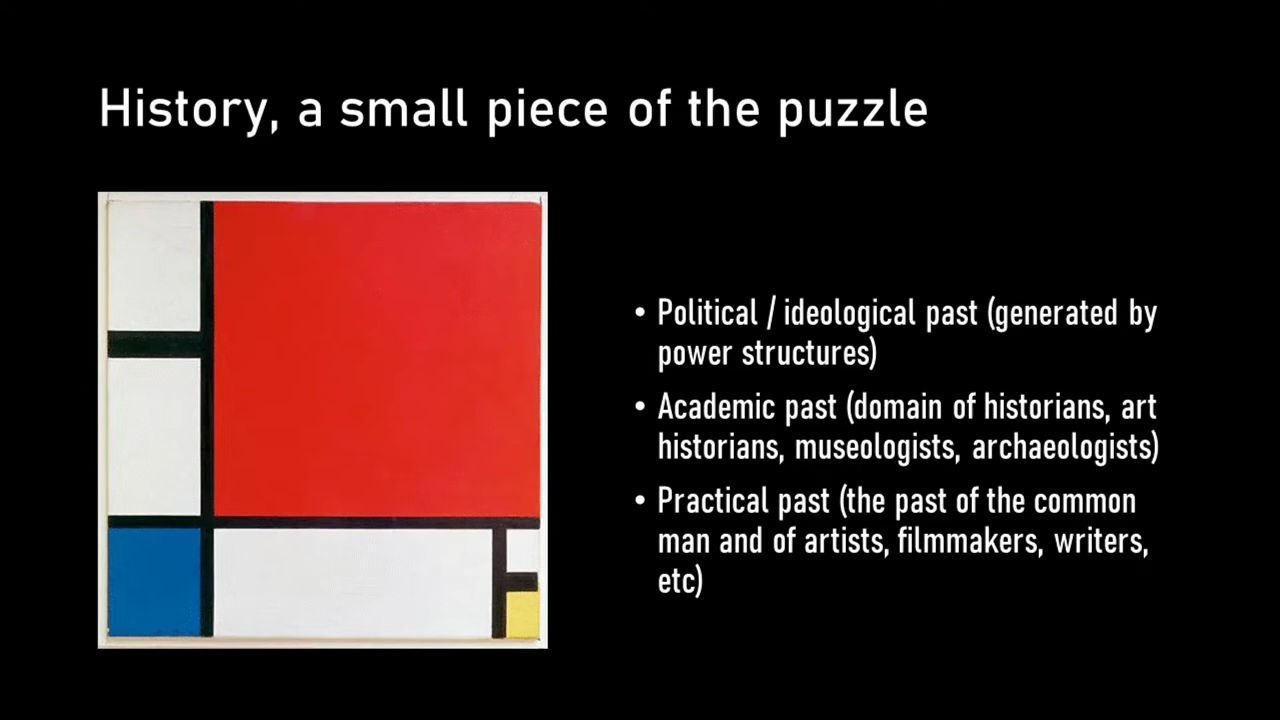 History, a small piece of the puzzle
• Political / ideological past (generated by
power structures)
• Academic past (domain of historians, art
historians, museologists, archaeologists)
• Practical past (the past of the common
man and of artists, filmmakers, writers,
etc)